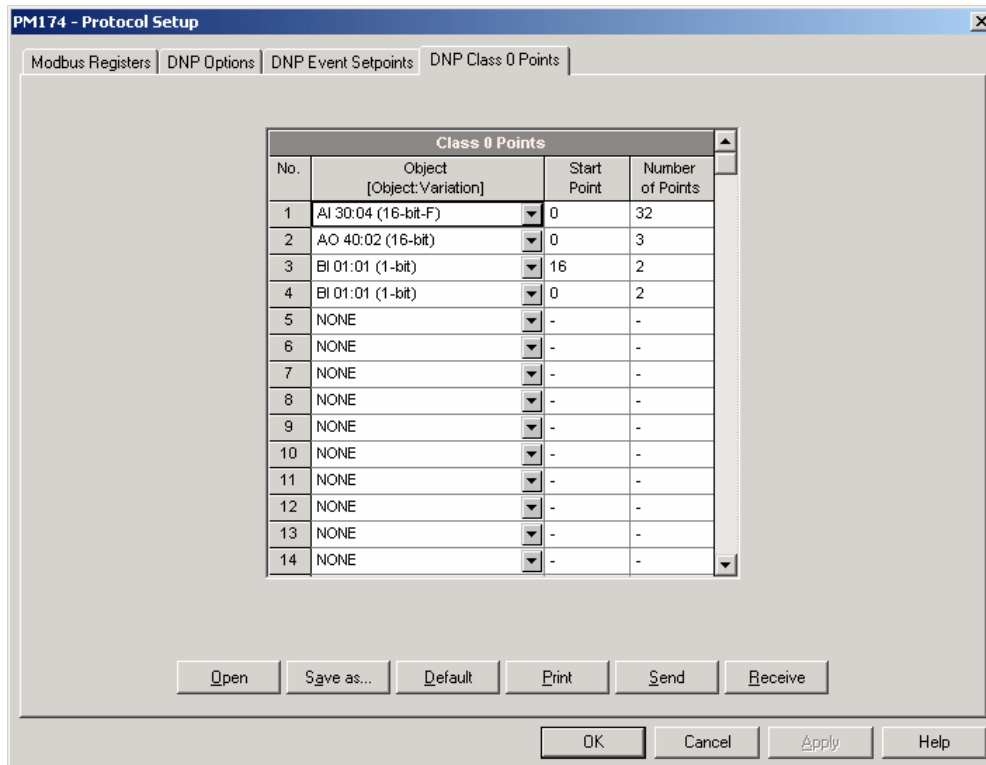 PM174 - Protocol Setup
Modbus Registers DNP Options DNP Event Setpoints DNP Class 0 Points
Class 0 Points
No. Object Start Number
[Object:Variation] Point of Points
1 AI 30:04 (16-bit-F) 0 32
2 AO 40:02 (16-bit) 0 3
3 BI 01:01 (1-bit) 16 2
4 BI 01:01 (1-bit) 0 2
5 NONE - -
6 NONE - -
7 NONE - -
8 NONE - -
9 NONE - -
10 NONE - -
11 NONE - -
12 NONE - -
13 NONE - -
14 NONE - -
Open Save as... Default Print Send Receive
OK Cancel Apply Help